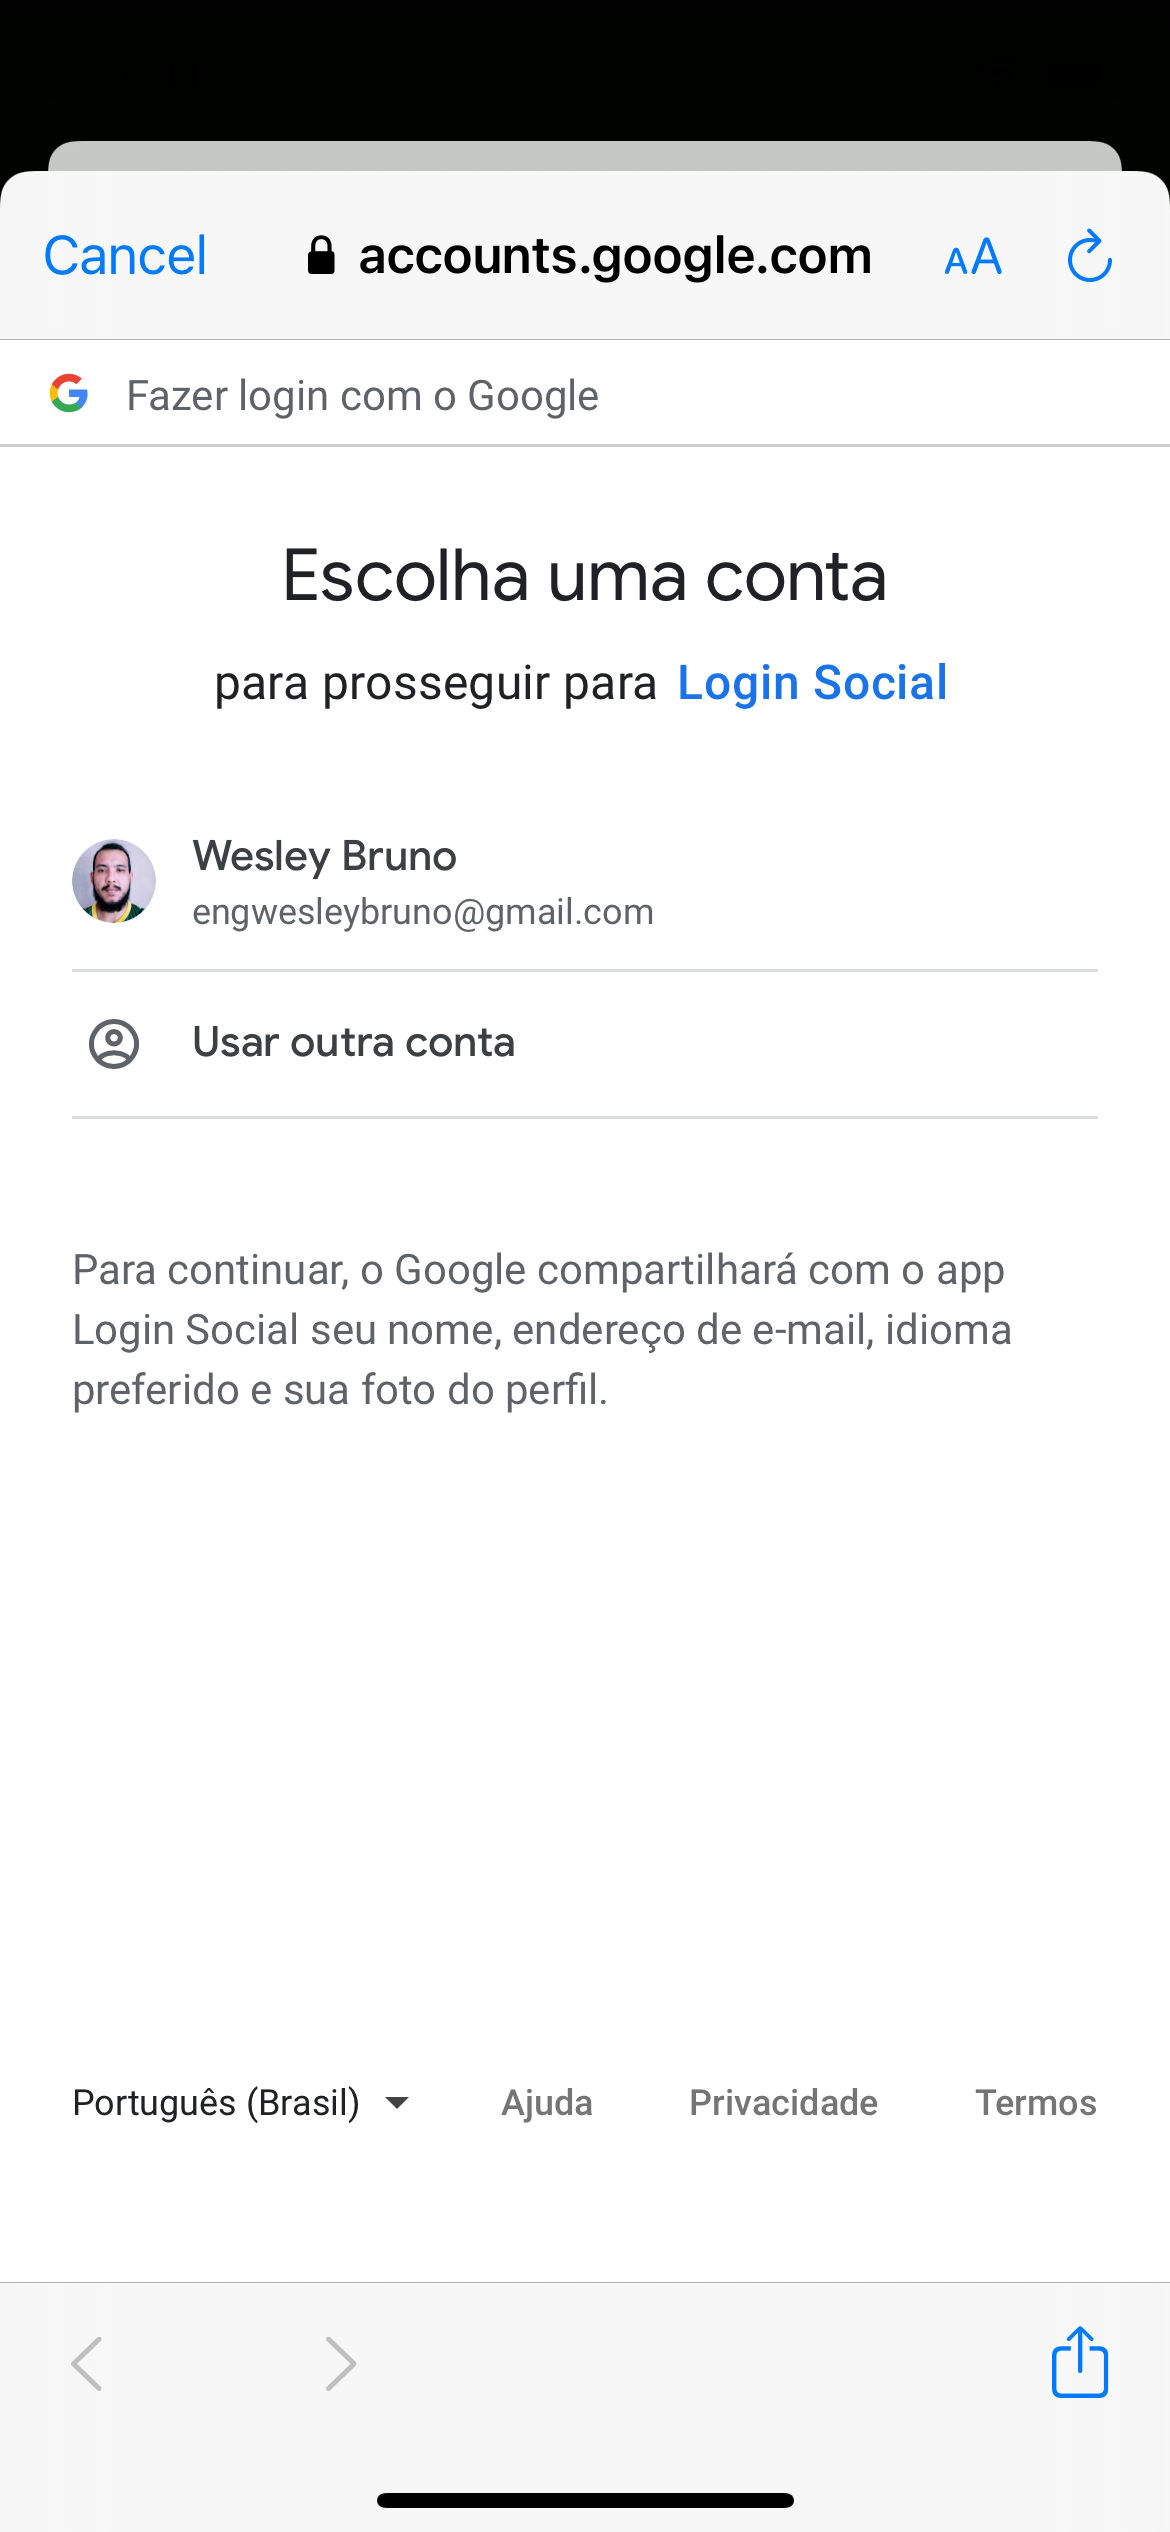 Cancel accounts.google.com AA
Fazer login com o Google
Escolha uma conta
para prosseguir para Login Social
Wesley Bruno
engwesleybruno@gmail.com
Usar outra conta
Para continuar, o Google compartilhará com o app
Login Social seu nome, endereço de e-mail, idioma
preferido e sua foto do perfil.
Português (Brasil) Ajuda Privacidade Termos